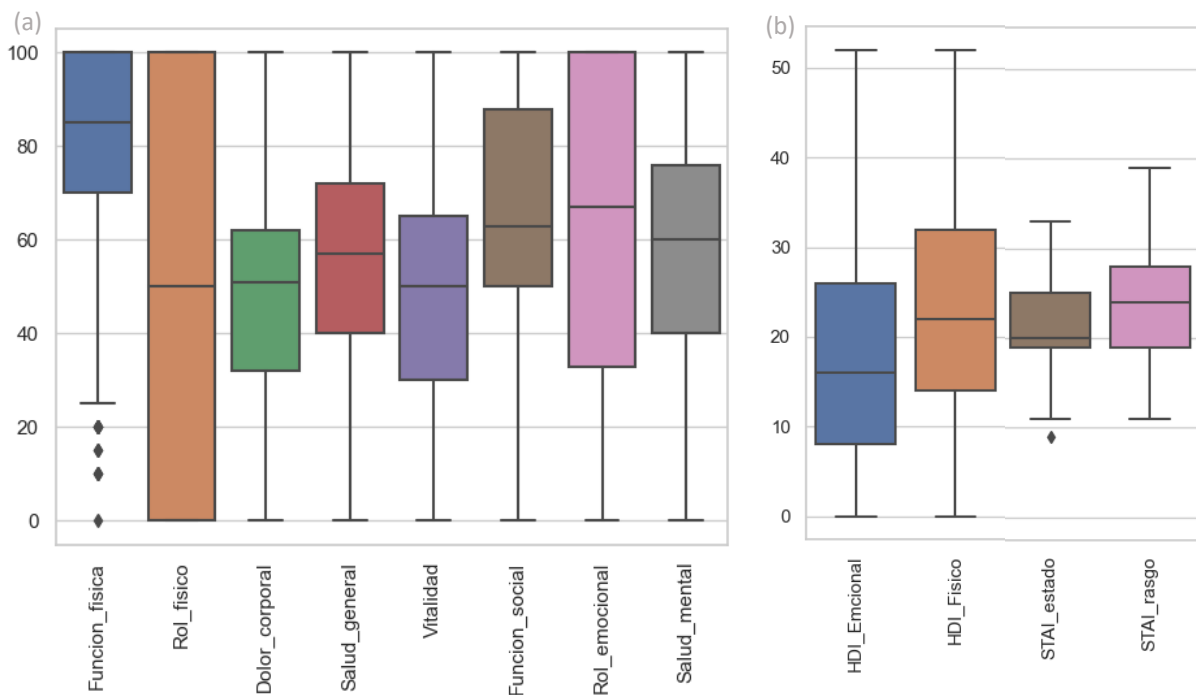 (a)
100
80
60
40
20
0
Funcion_fisica
Rol_fisico
Dolor_corporal
Salud_general
Vitalidad
Funcion_social
Rol_emocional
Salud_mental
(b)
50
40
30
20
10
0
HDI_Emcional
HDI_Físico
STAI_estado
STAI_rasgo